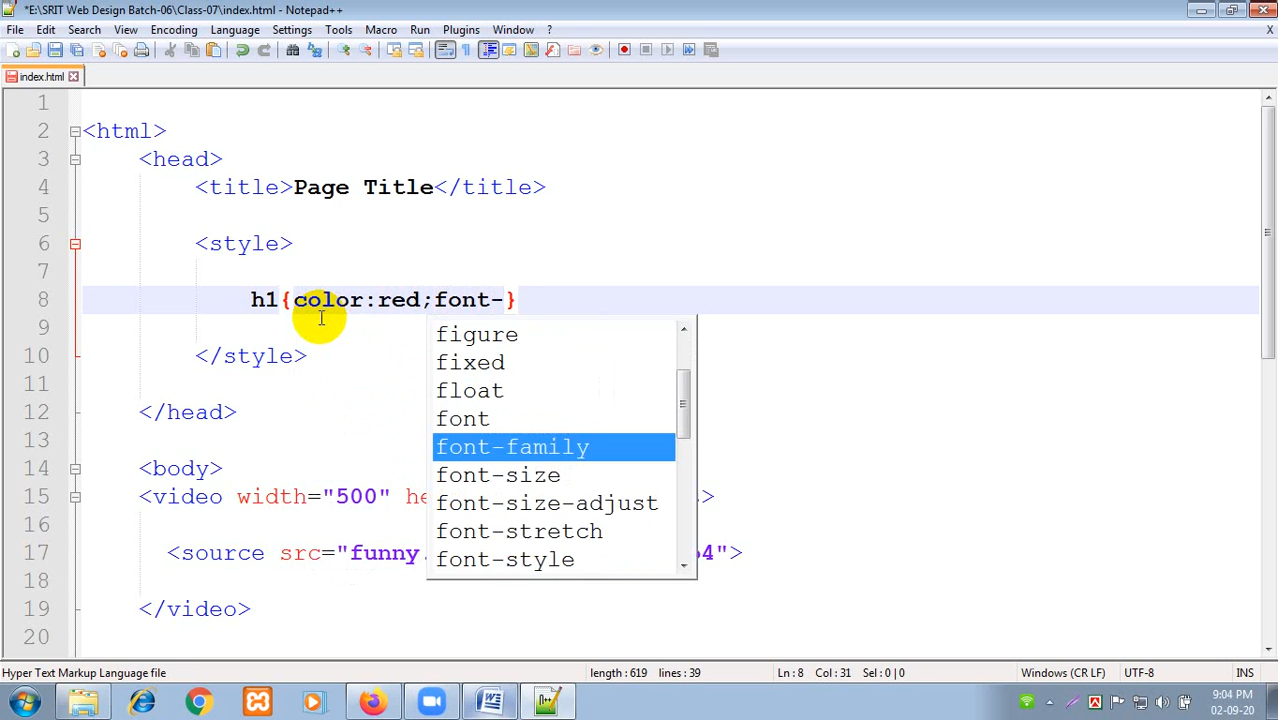 *E:\SRIT Web Design Batch-06\Class-07\index.html - Notepad++
File Edit Search View Encoding Language Settings Tools Macro Run Plugins Window ? X
index.html
1
2 <html>
3 <head>
4 <title>Page Title</title>
5
6 <style>
7
8 h1{color:red;font-}
9
10 </style>
11
12 </head>
13
14 <body>
15 <video width="500" he s>
16
17 <source src="funny. 4">
18
19 </video>
20
figure
fixed
float
font
font-family
font-size
font-size-adjust
font-stretch
font-style
Hyper Text Markup Language file length : 619 lines : 39 Ln : 8 Col : 31 Sel : 0 | 0 Windows (CR LF) UTF-8 INS
9:04 PM
02-09-20